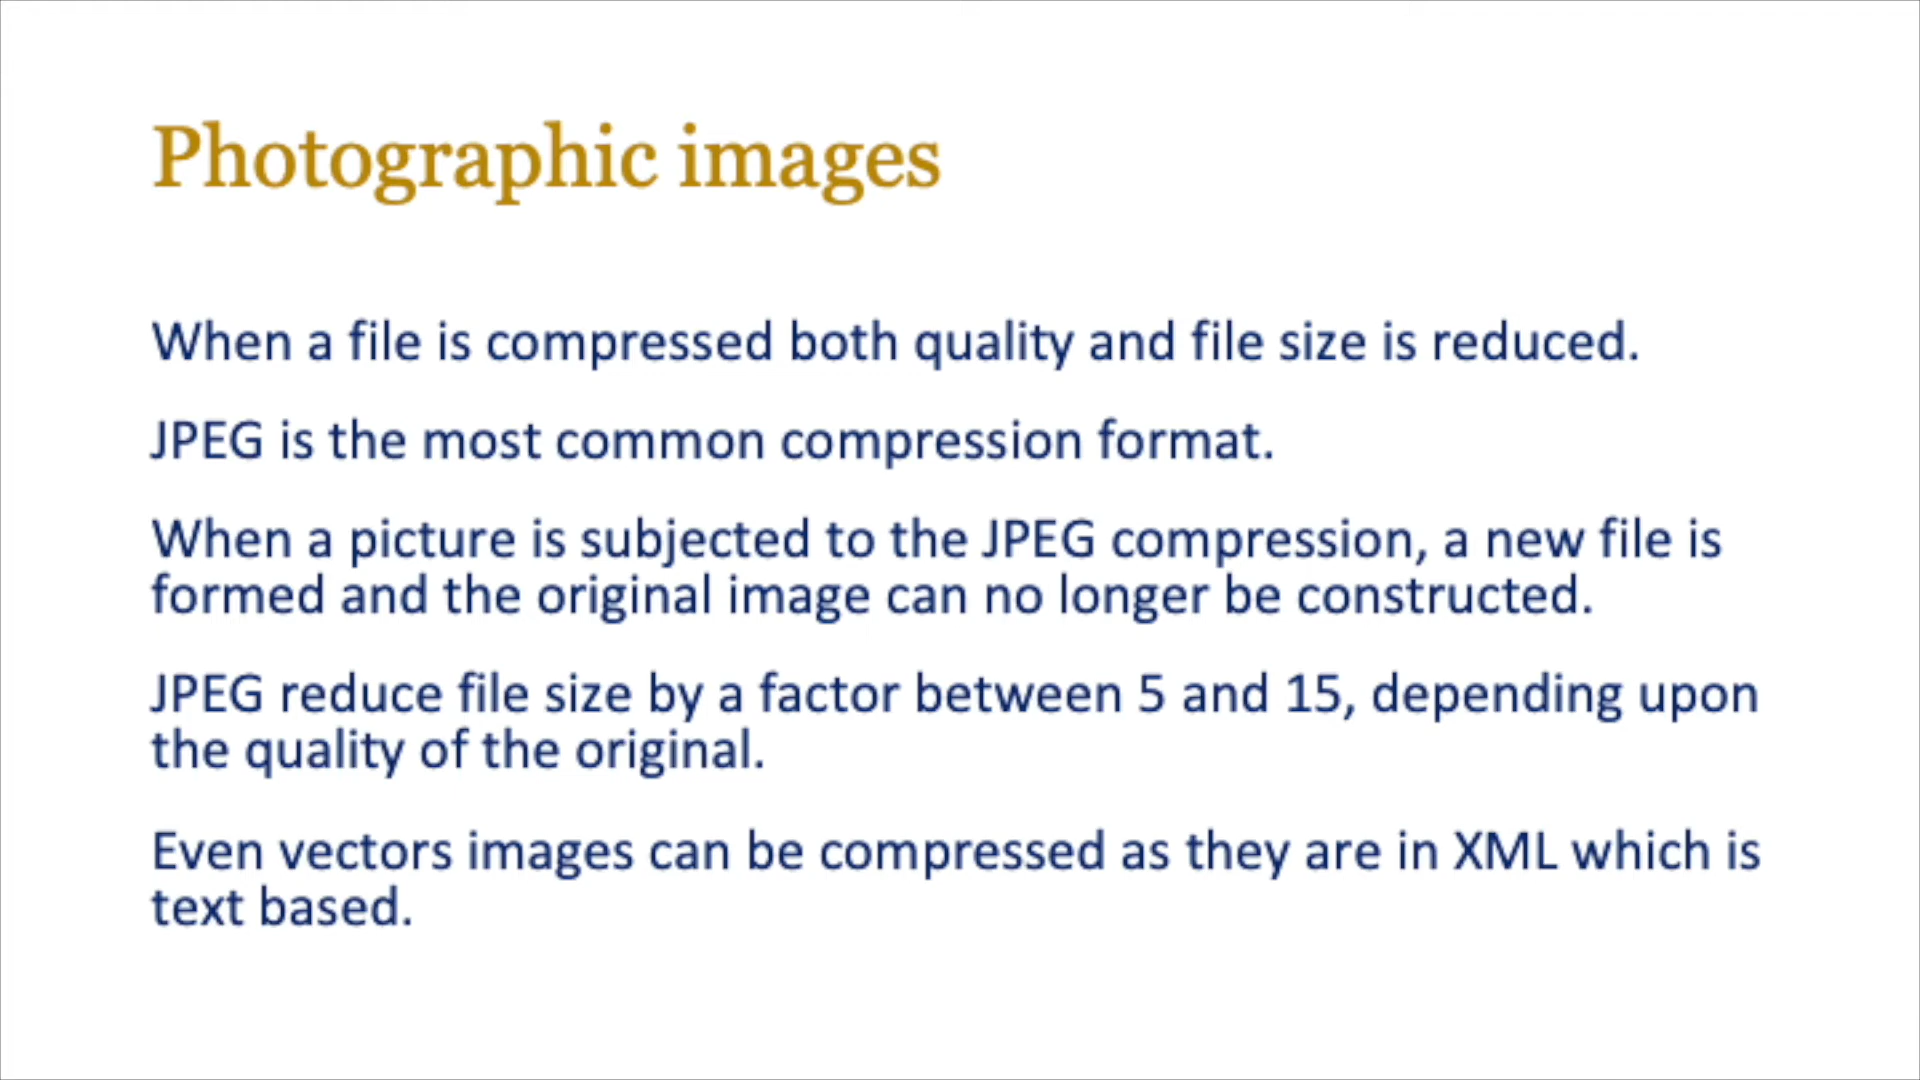 Photographic images
When a file is compressed both quality and file size is reduced.
JPEG is the most common compression format.
When a picture is subjected to the JPEG compression, a new file is
formed and the original image can no longer be constructed.
JPEG reduce file size by a factor between 5 and 15, depending upon
the quality of the original.
Even vectors images can be compressed as they are in XML which is
text based.